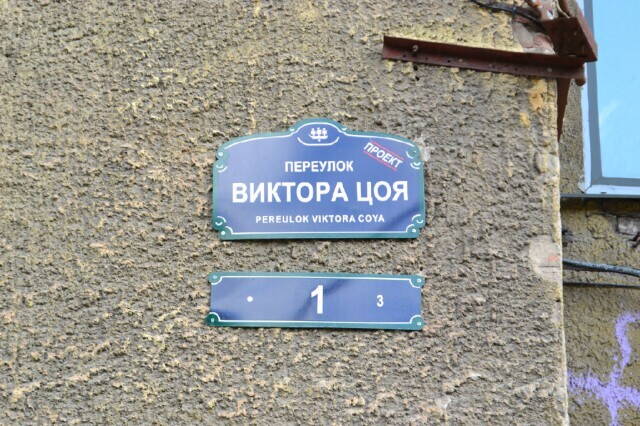 ПРОЕКТ
ПЕРЕУЛОК
ВИКТОРА ЦОЯ
PEREULOK VIKTORA COYA
1 3